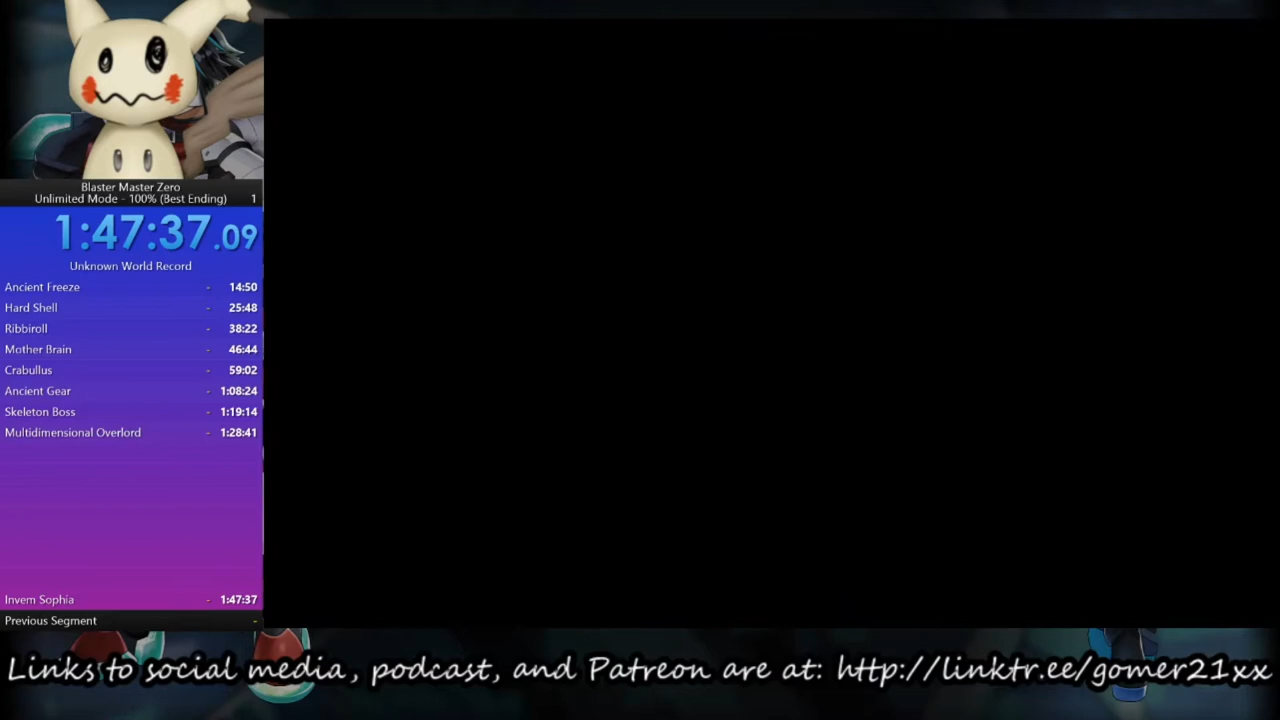 Blaster Master Zero
Unlimited Mode - 100% (Best Ending) 1
1:47:37.09
Unknown World Record
Ancient Freeze - 14:50
Hard Shell - 25:48
Ribbiroll - 38:22
Mother Brain - 46:44
Crabullus - 59:02
Ancient Gear - 1:08:24
Skeleton Boss - 1:19:14
Multidimensional Overlord - 1:28:41
Invem Sophia - 1:47:37
Previous Segment -
Links to social media, podcast, and Patreon are at: http://linktr.ee/gomer21xx